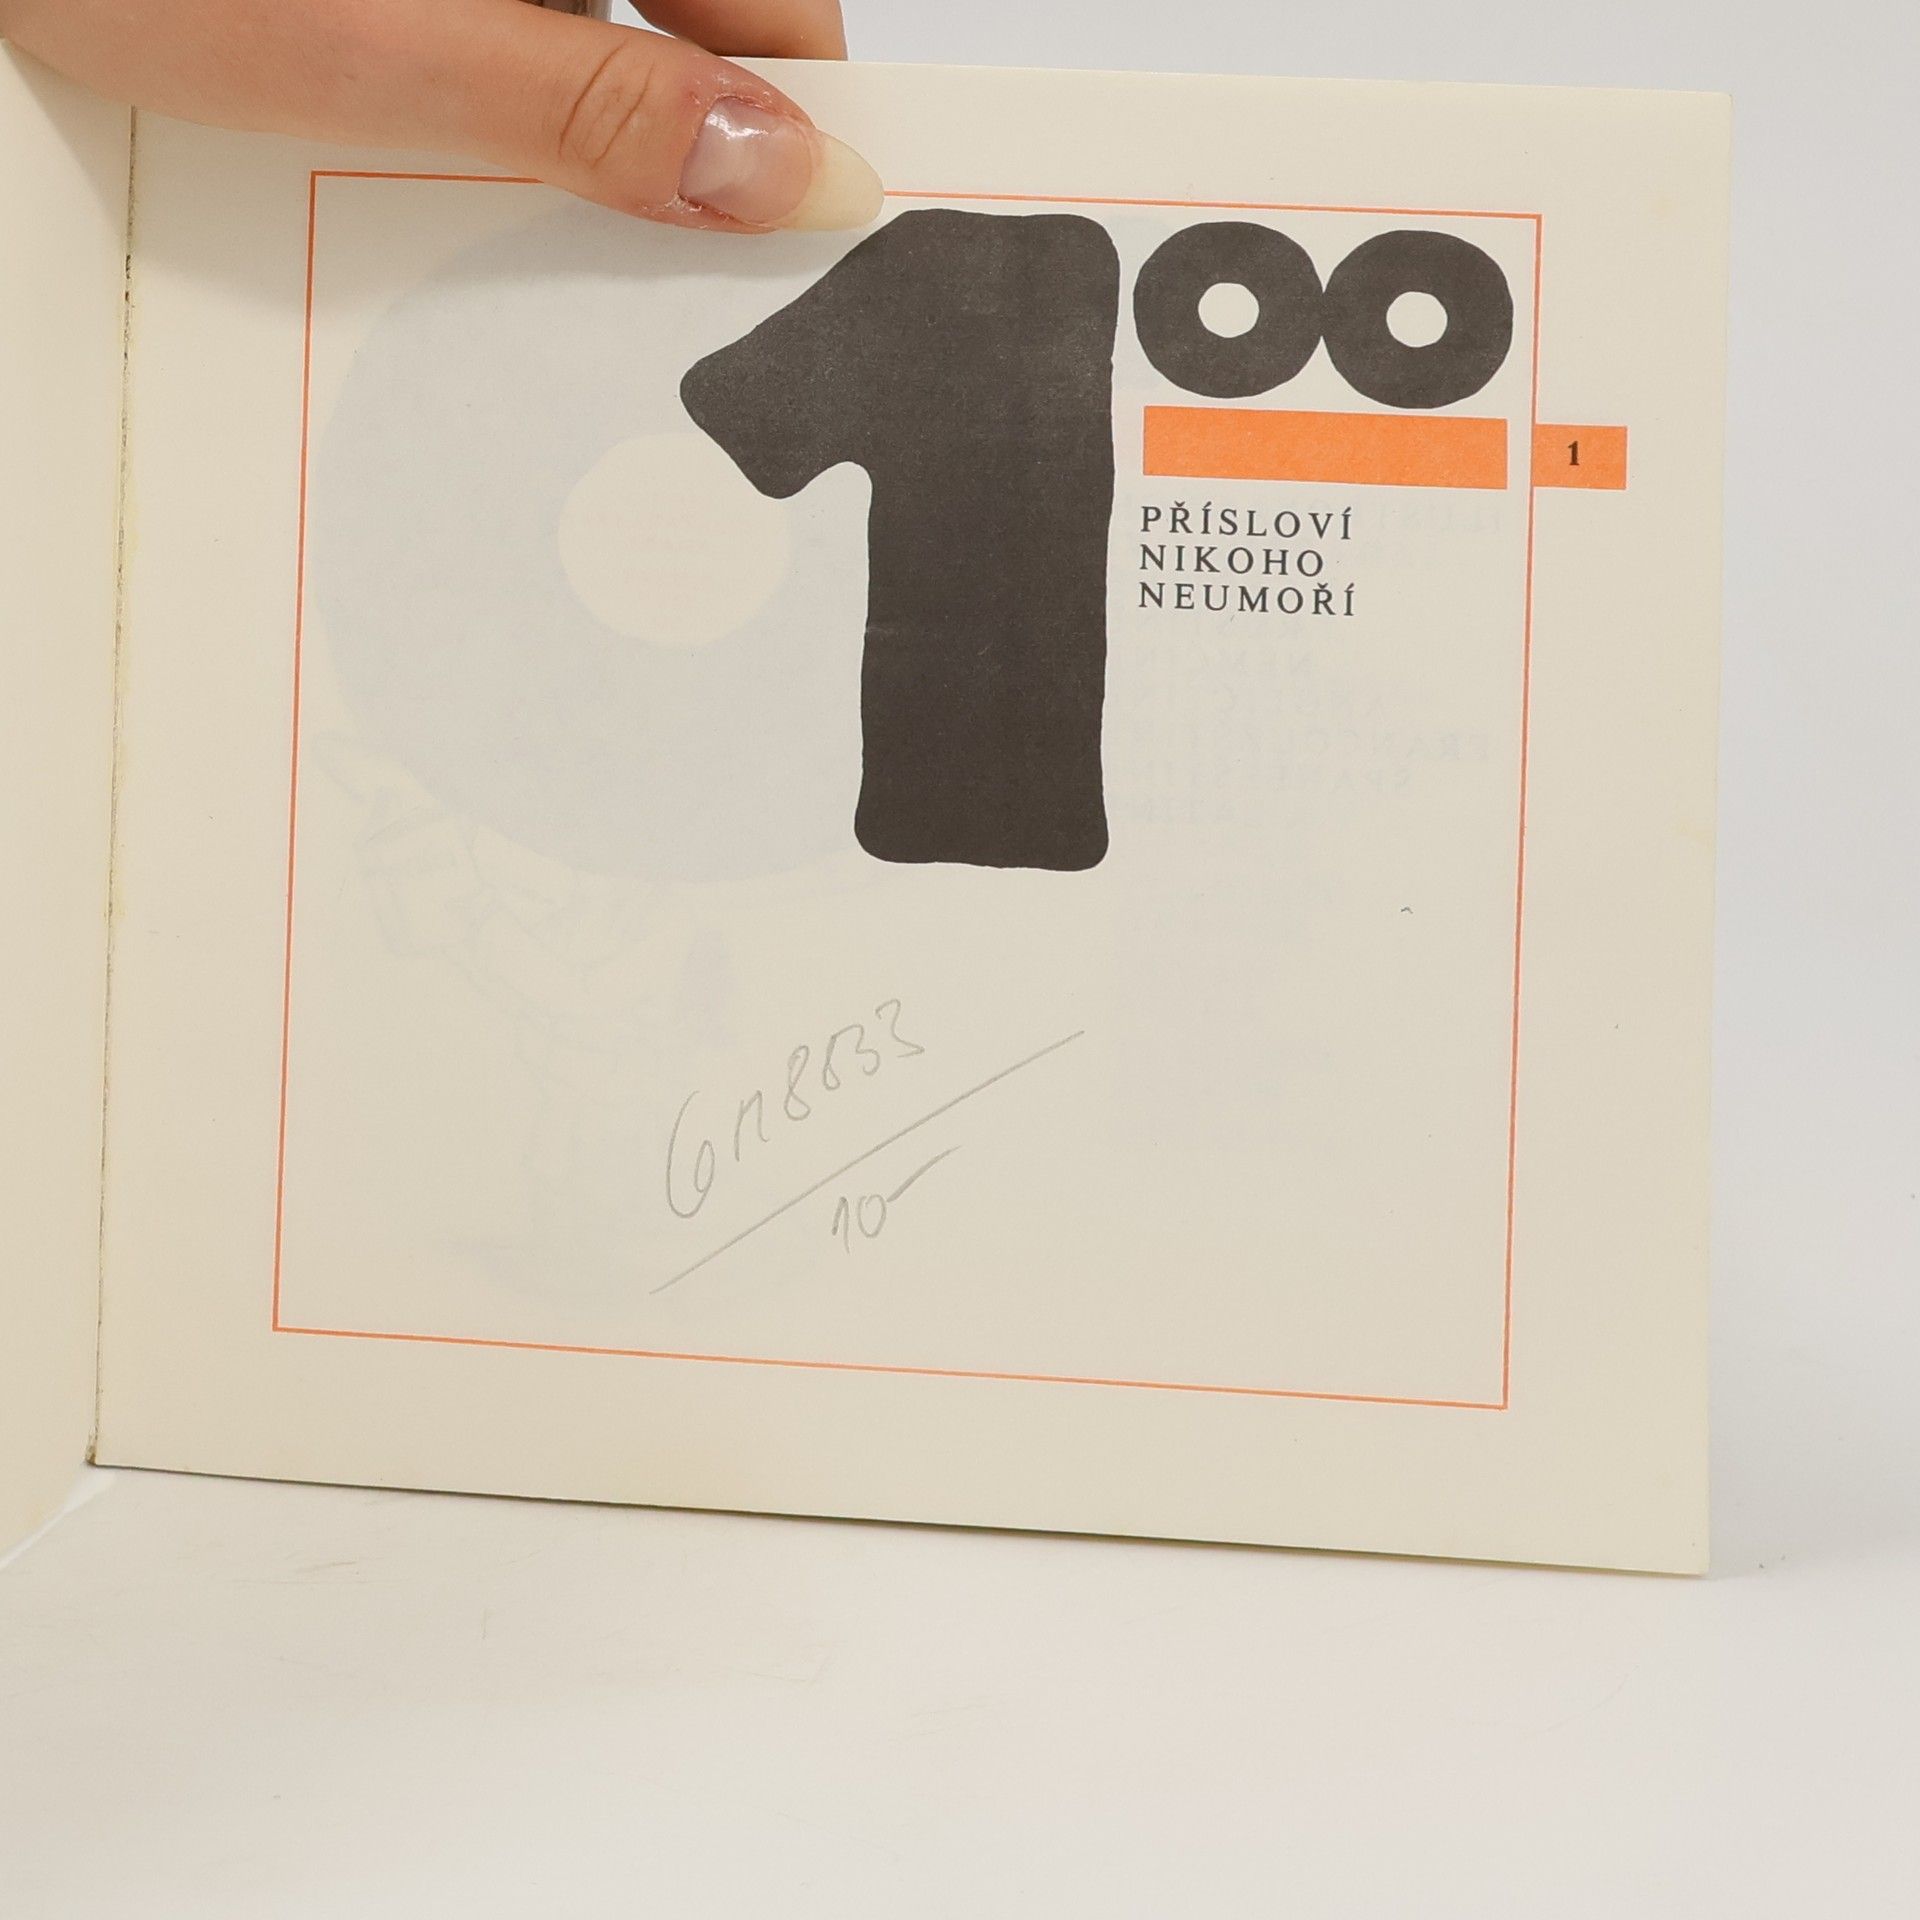 100
1
PŘÍSLOVÍ
NIKOHO
NEUMOŘÍ
10-